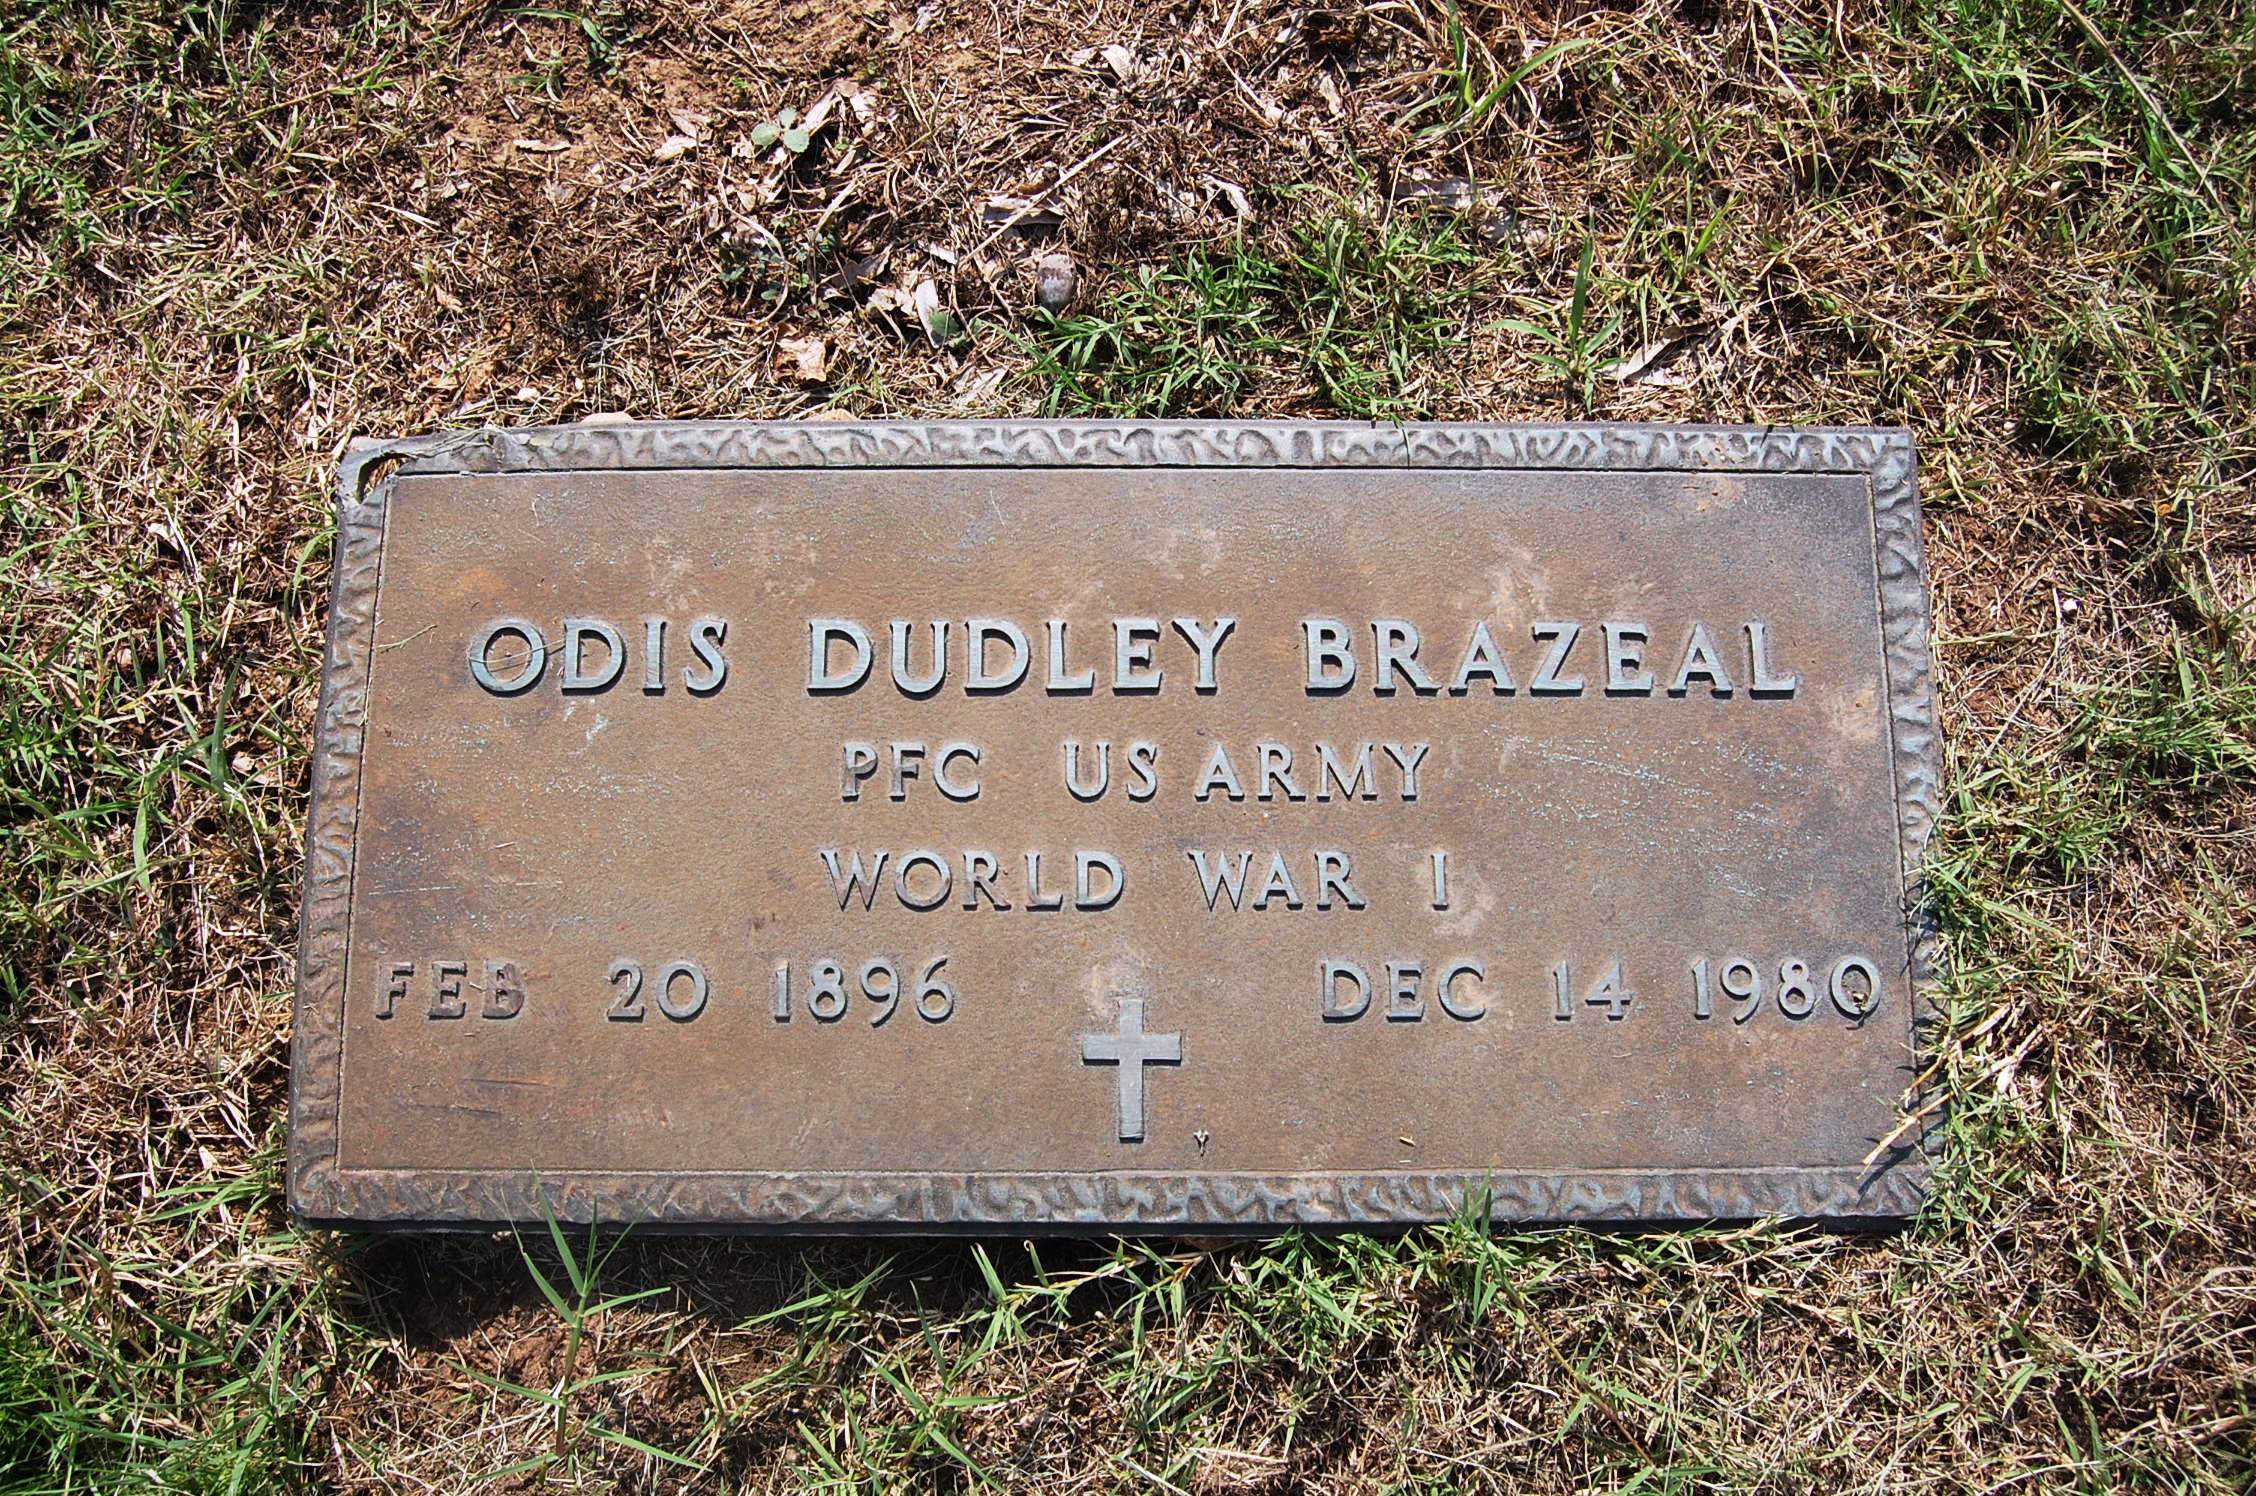 ODIS DUDLEY BRAZEAL
PFC US ARMY
WORLD WAR I
FEB 20 1896 DEC 14 1980